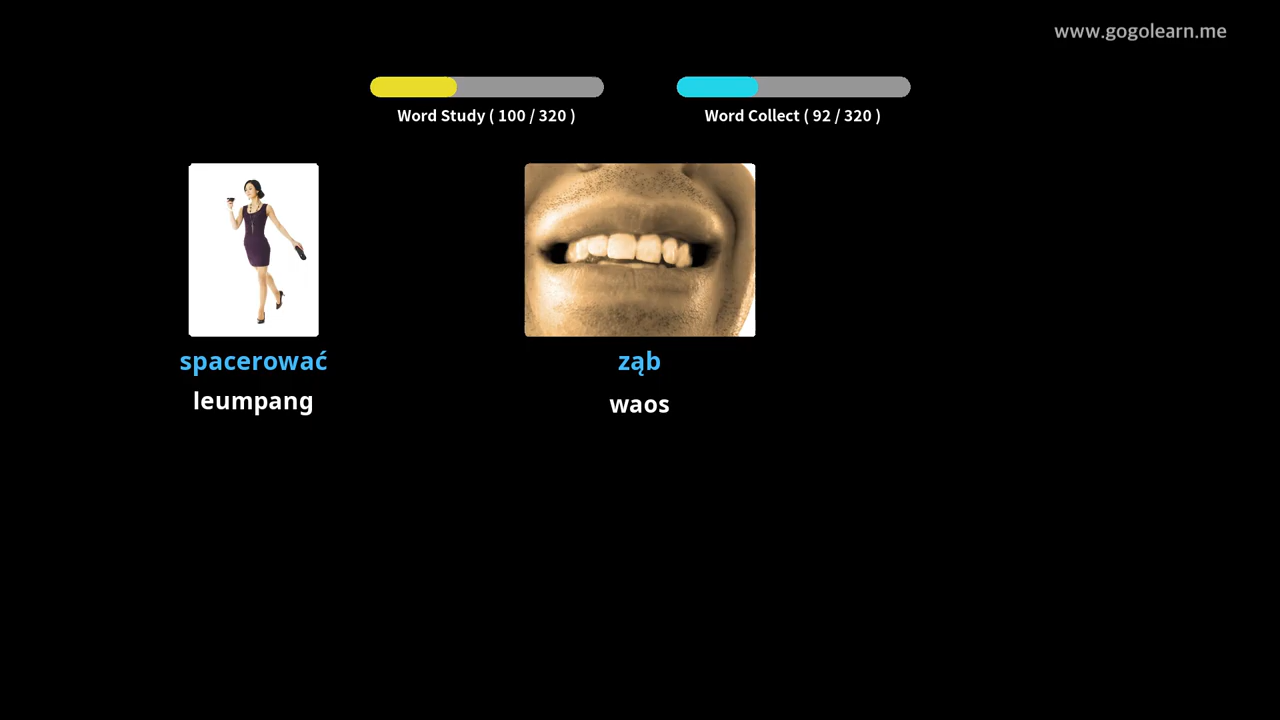 www.gogolearn.me
Word Study ( 100 / 320 )
Word Collect ( 92 / 320 )
spacerować
leumpang
ząb
waos